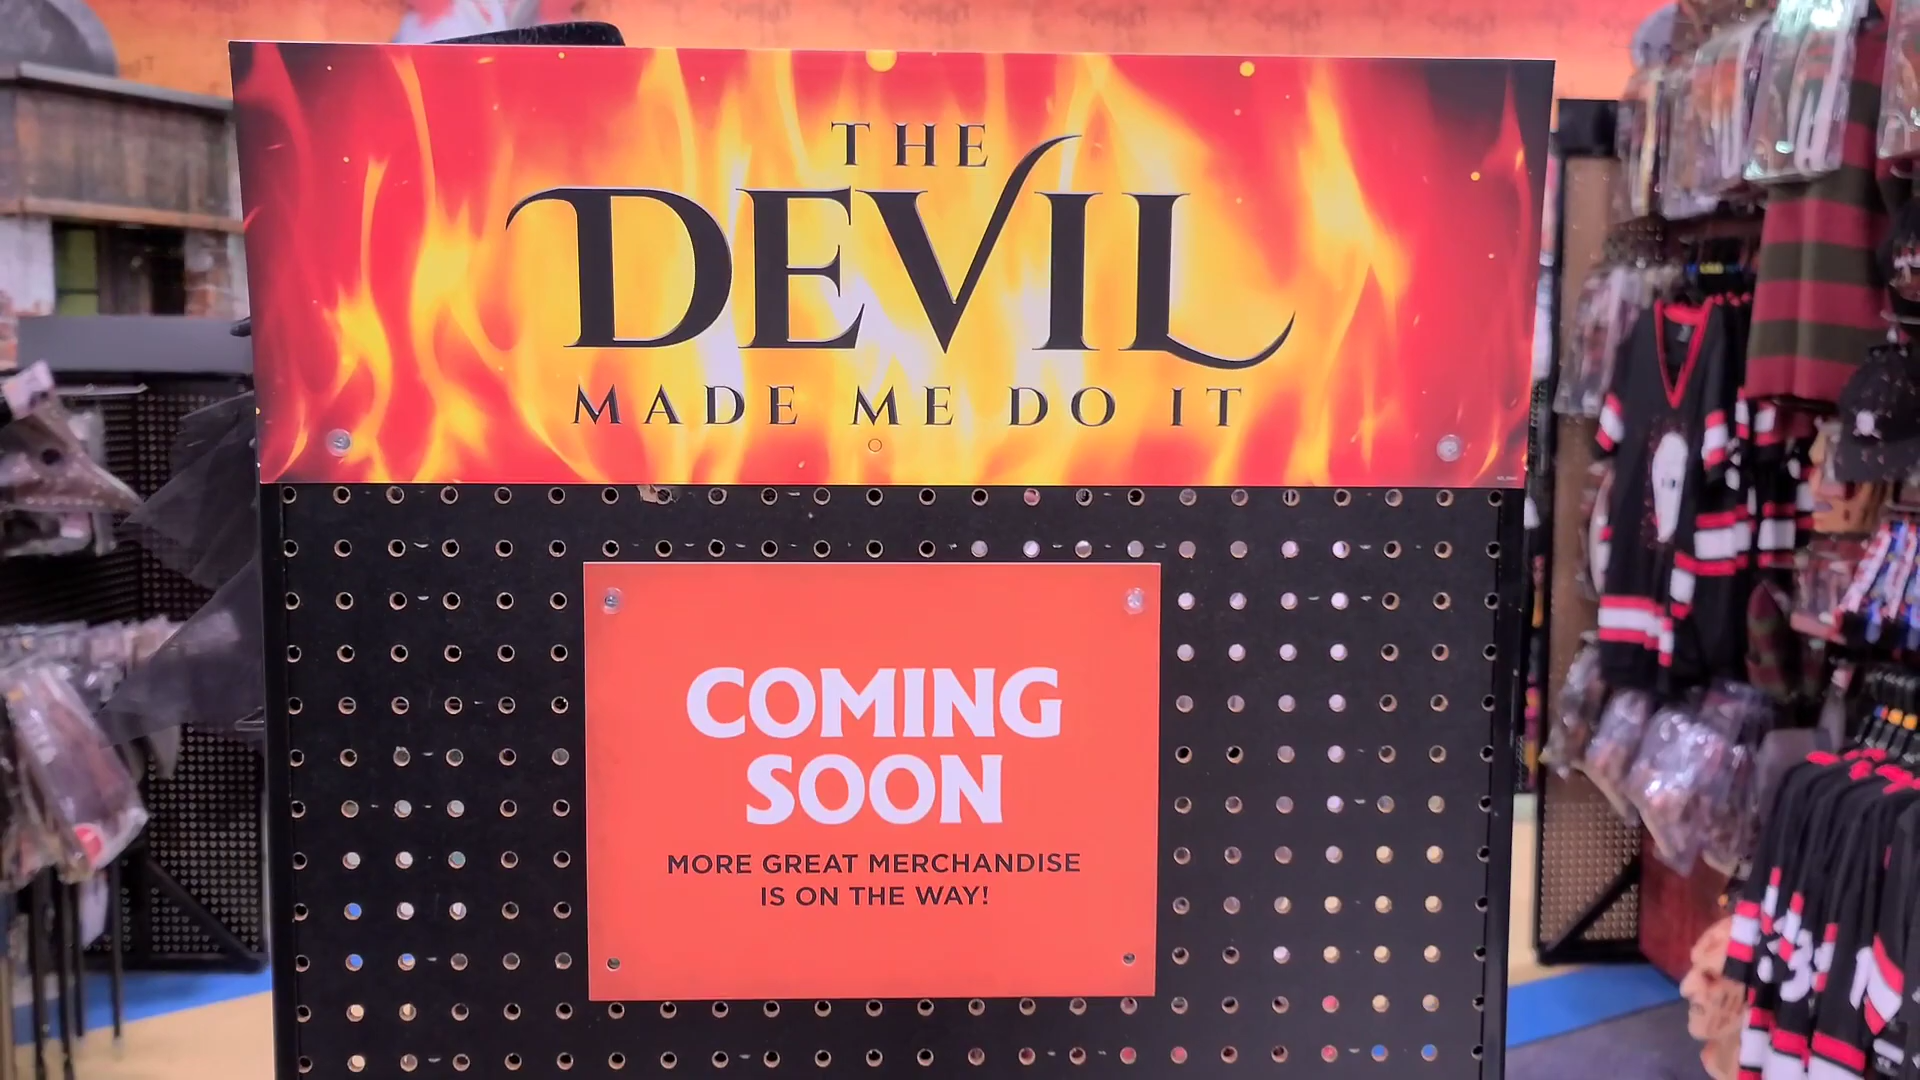 THE
DEVIL
MADE ME DO IT
COMING
SOON
MORE GREAT MERCHANDISE
IS ON THE WAY!